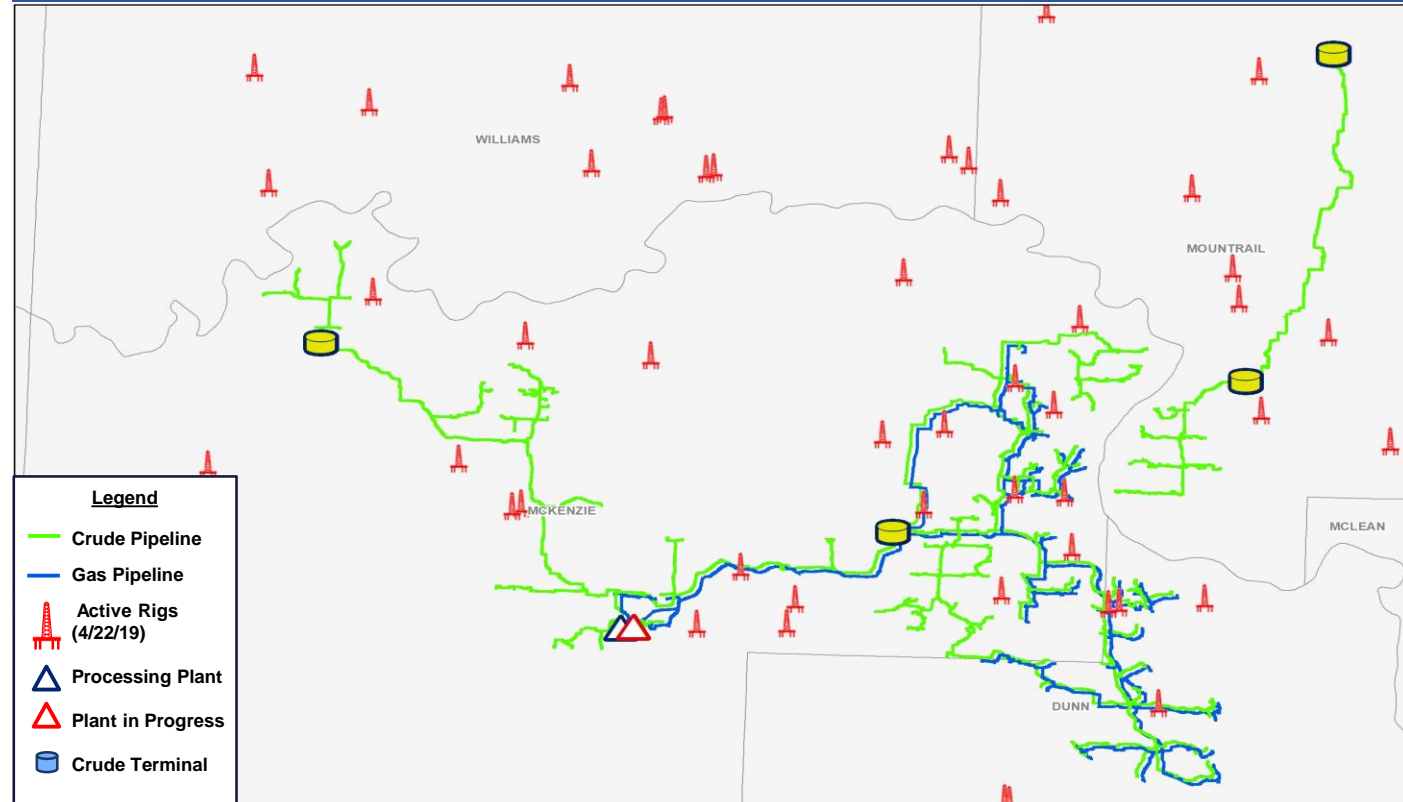 WILLIAMS
MOUNTRAIL
MCKENZIE
MCLEAN
DUNN
Legend
Crude Pipeline
Gas Pipeline
Active Rigs
(4/22/19)
Processing Plant
Plant in Progress
Crude Terminal